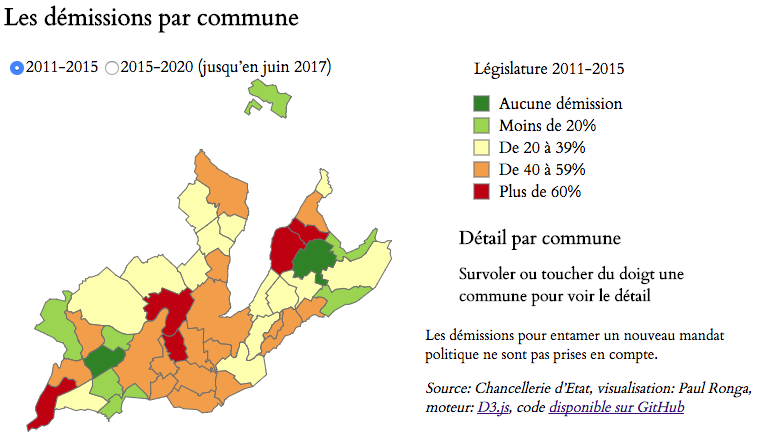 Les démissions par commune
2011-2015 2015-2020 (jusqu'en juin 2017)
Législature 2011-2015
Aucune démission
Moins de 20%
De 20 à 39%
De 40 à 59%
Plus de 60%
Détail par commune
Survoler ou toucher du doigt une
commune pour voir le détail
Les démissions pour entamer un nouveau mandat
politique ne sont pas prises en compte.
Source: Chancellerie d'Etat, visualisation: Paul Ronga,
moteur: D3.js, code disponible sur GitHub